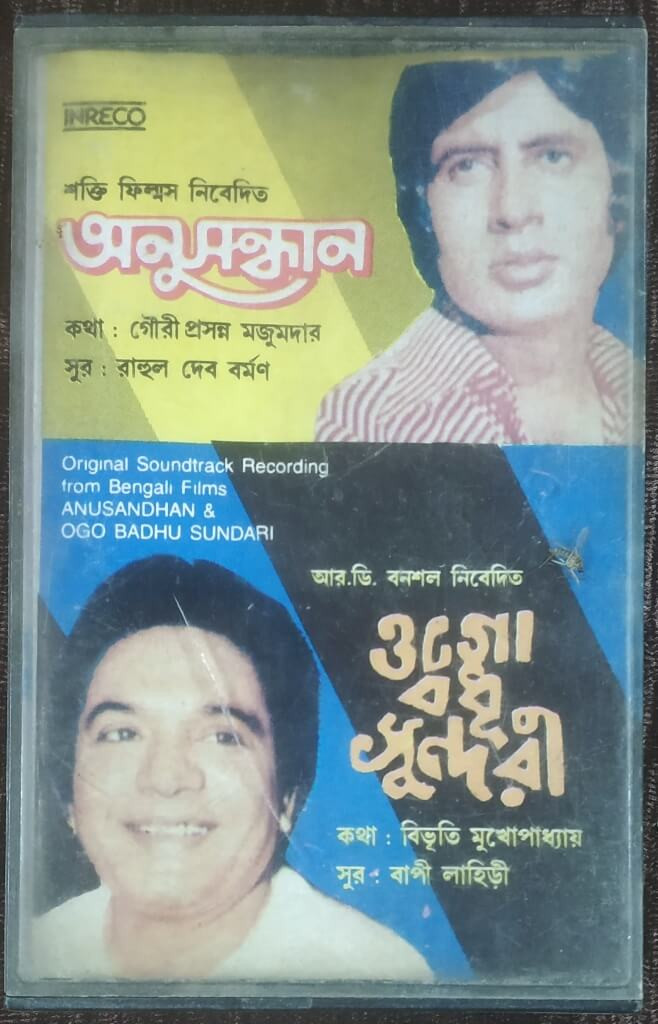 INRECO
শক্তি ফিল্মস নিবেদিত
অনুসন্ধান
কথা : গৌরী প্রসন্ন মজুমদার
সুর : রাহুল দেব বর্মণ
Original Soundtrack Recording
from Bengali Films
ANUSANDHAN &
OGO BADHU SUNDARI
আর.ডি. বনশল নিবেদিত
ওগো
বধূ
সুন্দরী
কথা : বিভূতি মুখোপাধ্যায়
সুর : বাপী লাহিড়ী